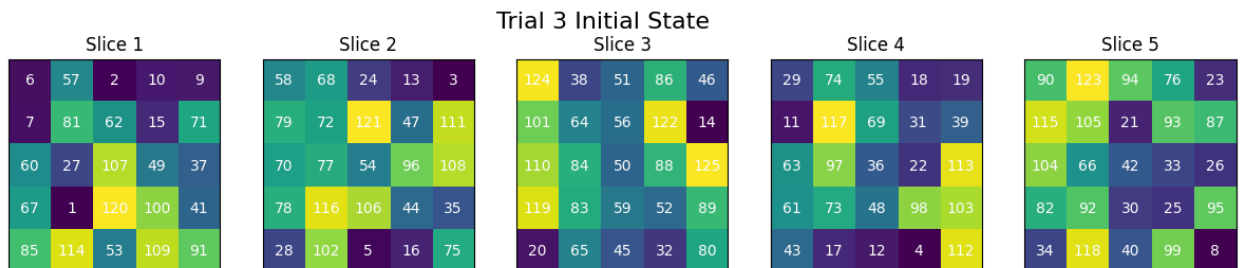 Trial 3 Initial State
Slice 1 Slice 2 Slice 3 Slice 4 Slice 5
6 57 2 10 9 58 68 24 13 3 124 38 51 86 46 29 74 55 18 19 90 123 94 76 23
7 81 62 15 71 79 72 121 47 111 101 64 56 122 14 11 117 69 31 39 115 105 21 93 87
60 27 107 49 37 70 77 54 96 108 110 84 50 88 125 63 97 36 22 113 104 66 42 33 26
67 1 120 100 41 78 116 106 44 35 119 83 59 52 89 61 73 48 98 103 82 92 30 25 95
85 114 53 109 91 28 102 5 16 75 20 65 45 32 80 43 17 12 4 112 34 118 40 99 8